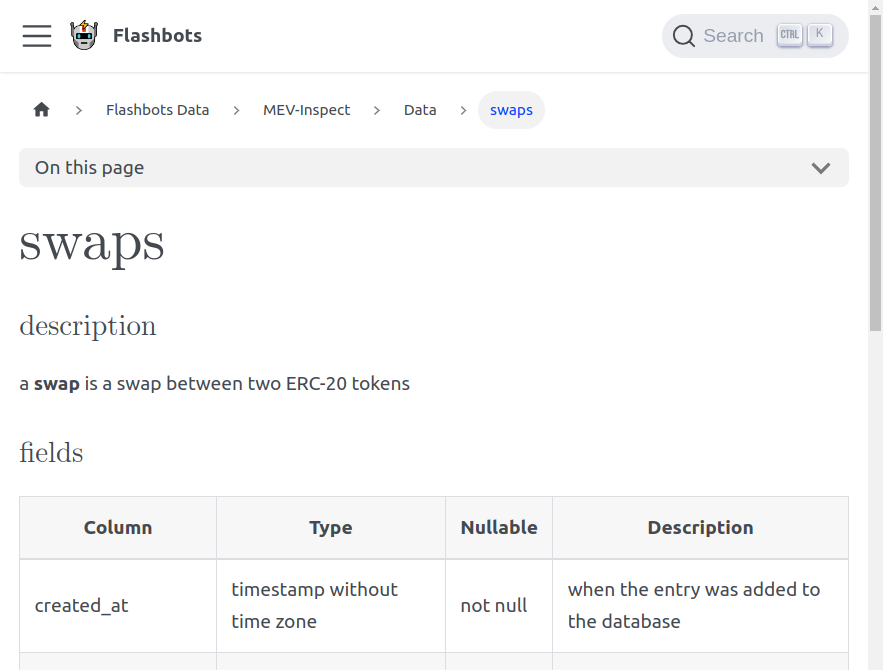 Flashbots
Search CTRL K
Flashbots Data
MEV-Inspect
Data
swaps
On this page
swaps
description
a swap is a swap between two ERC-20 tokens
fields
Column Type Nullable Description
created_at timestamp without time zone not null when the entry was added to the database